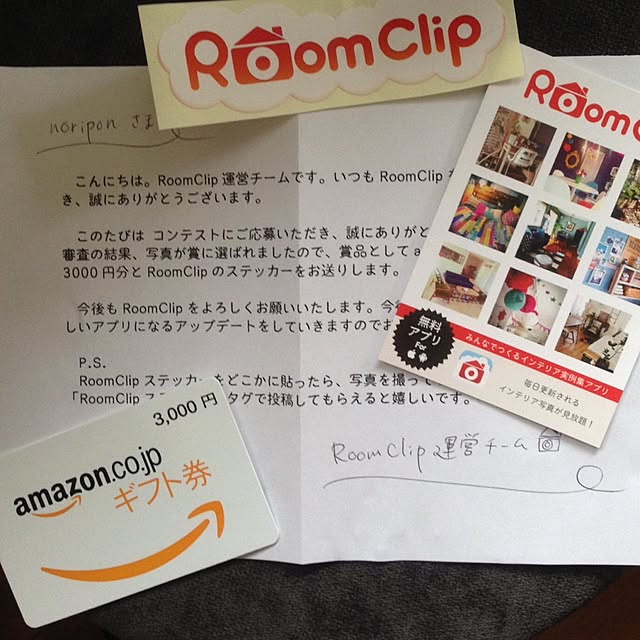 RoomClip
noriponさま
こんにちは。RoomClip 運営チームです。いつも RoomClip
き、誠にありがとうございます。
このたびは コンテストにご応募いただき、誠にありがと
審査の結果、写真が賞に選ばれましたので、賞品として a
3000 円分と RoomClip のステッカーをお送りします。
今後も RoomClip をよろしくお願いいたします。今
しいアプリになるアップデートをしていきますのでお
P.S.
RoomClip ステッカーをどこかに貼ったら、写真を撮って
「RoomClip ス タグで投稿してもらえると嬉しいです。
RoomClip 運営チーム
RoomC
無料
アプリ
for
みんなでつくるインテリア実例集アプリ
毎日更新される
インテリア写真が見放題！
3,000 円
amazon.co.jp
ギフト券